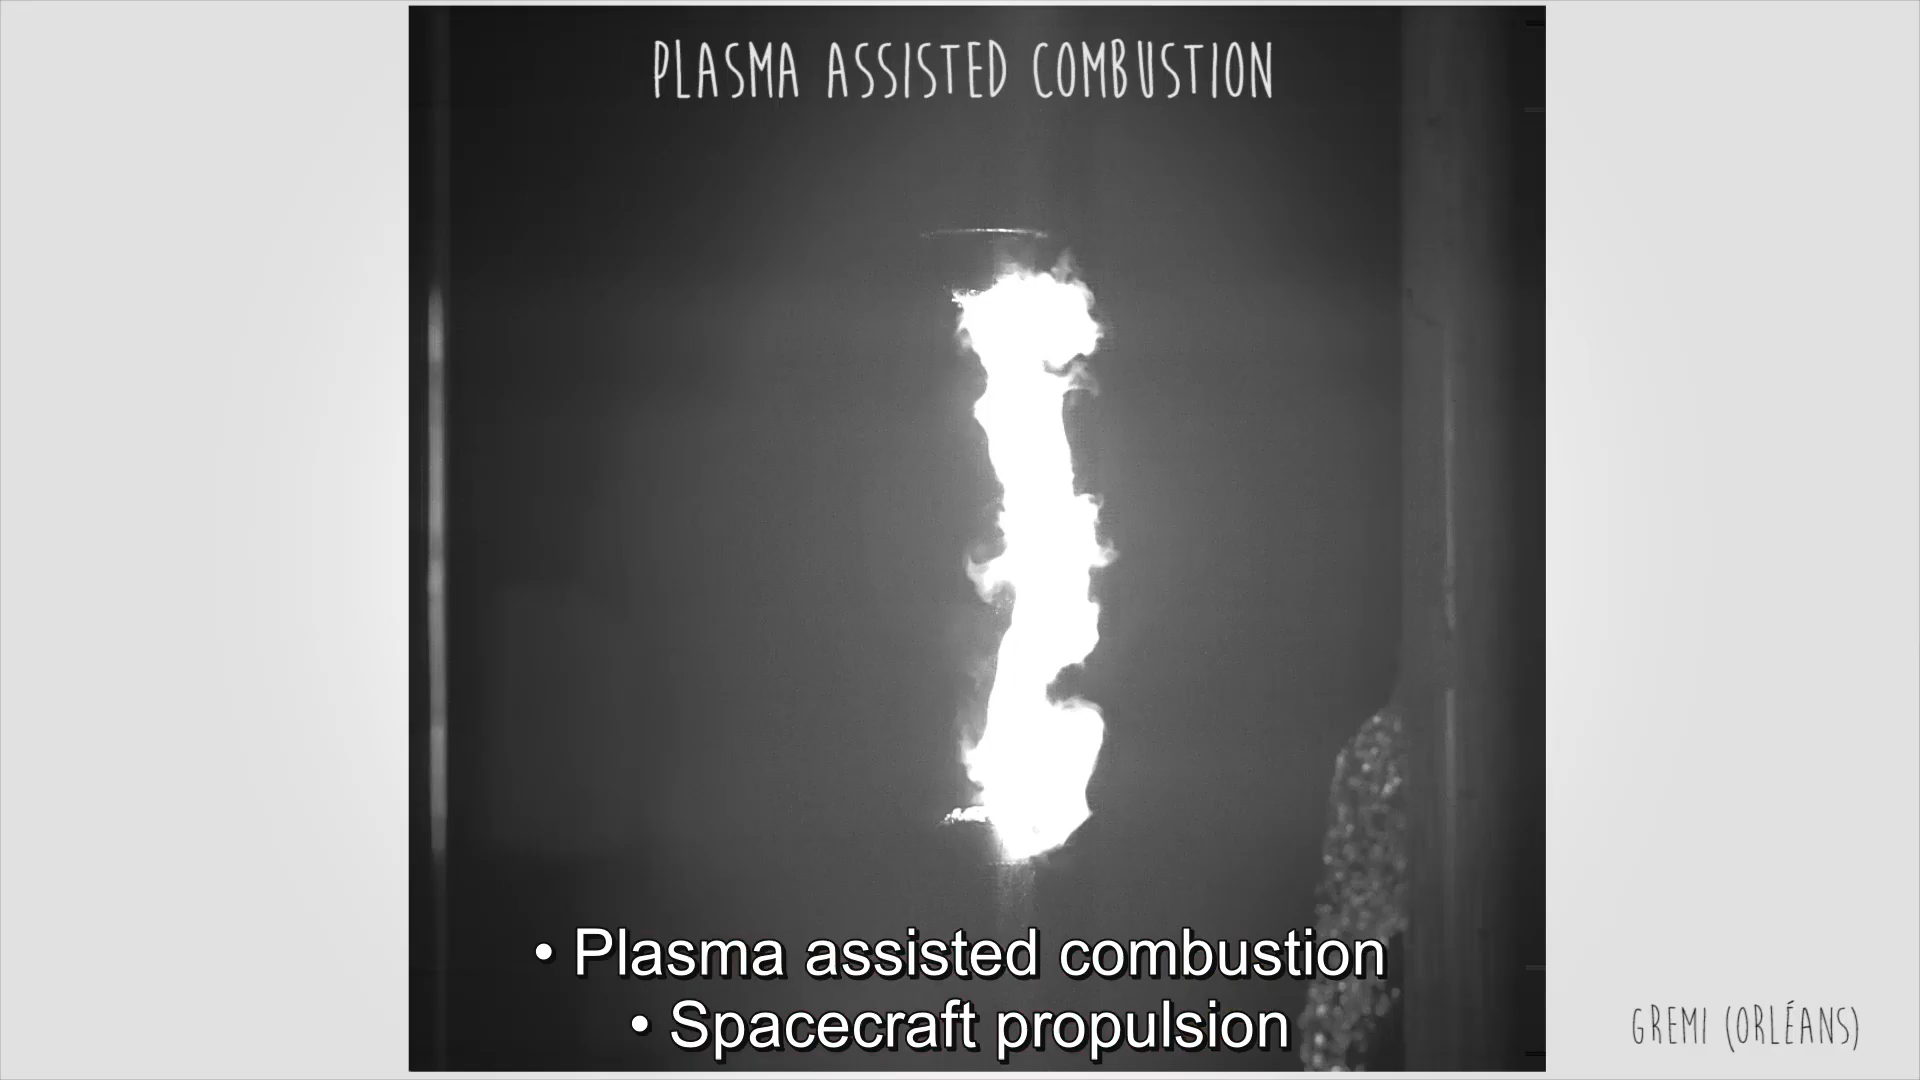 PLASMA ASSISTED COMBUSTION
• Plasma assisted combustion
• Spacecraft propulsion
GREMI (ORLÉANS)